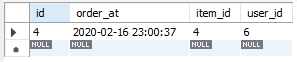 id order_at item_id user_id
4 2020-02-16 23:00:37 4 6
NULL NULL NULL NULL